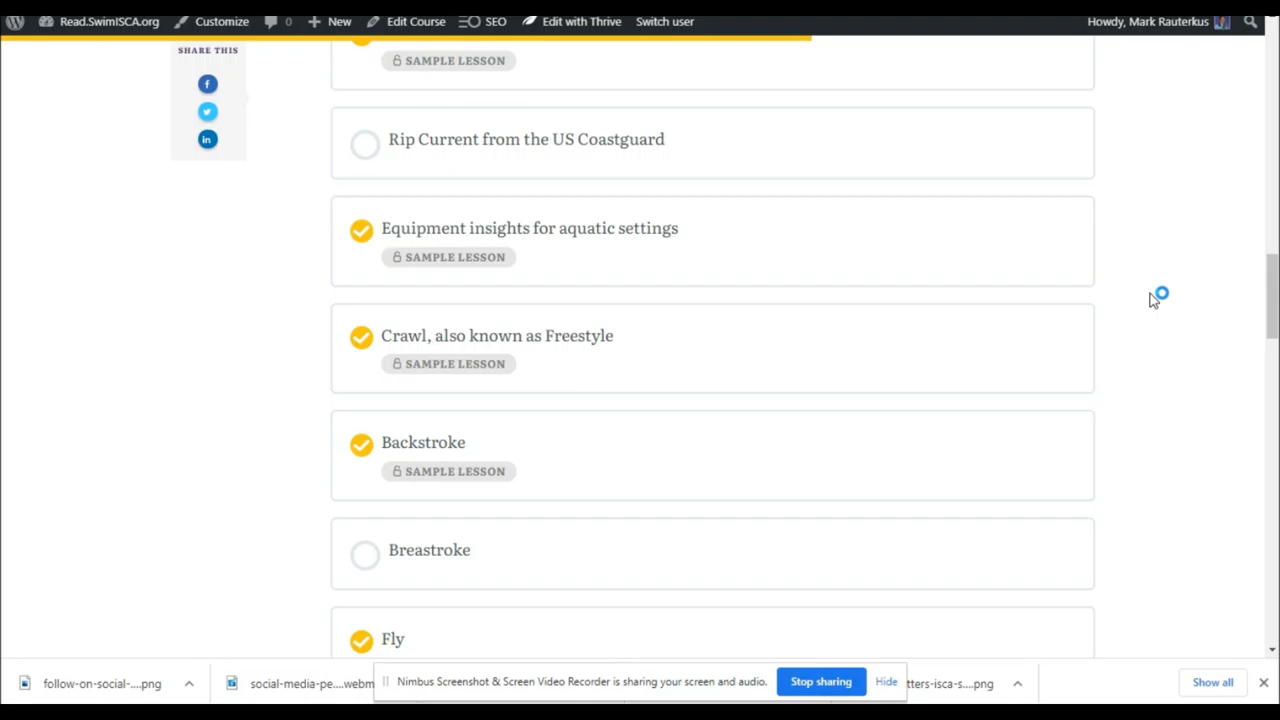 Read.SwimISCA.org Customize 0 New Edit Course SEO Edit with Thrive Switch user Howdy, Mark Rauterkus
SHARE THIS
SAMPLE LESSON
Rip Current from the US Coastguard
Equipment insights for aquatic settings
SAMPLE LESSON
Crawl, also known as Freestyle
SAMPLE LESSON
Backstroke
SAMPLE LESSON
Breastroke
Fly
follow-on-social-....png social-media-pe....webm Nimbus Screenshot & Screen Video Recorder is sharing your screen and audio. Stop sharing Hide tters-isca-s....png Show all